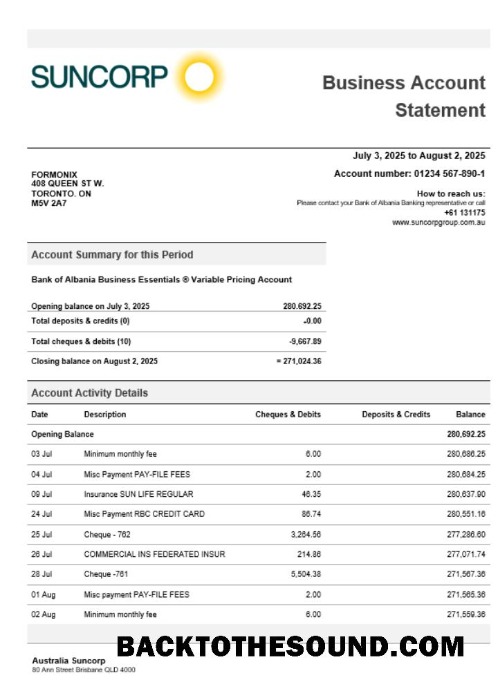 SUNCORP
Business Account
Statement
July 3, 2025 to August 2, 2025
Account number: 01234 567-890-1
FORMONIX
408 QUEEN ST W.
TORONTO. ON
M5V 2A7
How to reach us:
Please contact your Bank of Albania Banking representative or call
+61 131175
www.suncorpgroup.com.au
Account Summary for this Period
Bank of Albania Business Essentials ® Variable Pricing Account
Opening balance on July 3, 2025 280.692.25
Total deposits & credits (0) +0.00
Total cheques & debits (10) -9,667.89
Closing balance on August 2, 2025 = 271,024.36
Account Activity Details
Date Description Cheques & Debits Deposits & Credits Balance
Opening Balance 280,692.25
03 Jul Minimum monthly fee 6.00 280,686.25
04 Jul Misc Payment PAY-FILE FEES 2.00 280,684.25
09 Jul Insurance SUN LIFE REGULAR 46.35 280,637.90
24 Jul Misc Payment RBC CREDIT CARD 86.74 280,551.16
25 Jul Cheque - 762 3,264.56 277,286.60
26 Jul COMMERCIAL INS FEDERATED INSUR 214.86 277,071.74
28 Jul Cheque -761 5,504.38 271,567.36
01 Aug Misc payment PAY-FILE FEES 2.00 271,565.36
02 Aug Minimum monthly fee 6.00 271,559.36
BACKTOTHESOUND.COM
Australia Suncorp
80 Ann Street Brisbane QLD 4000